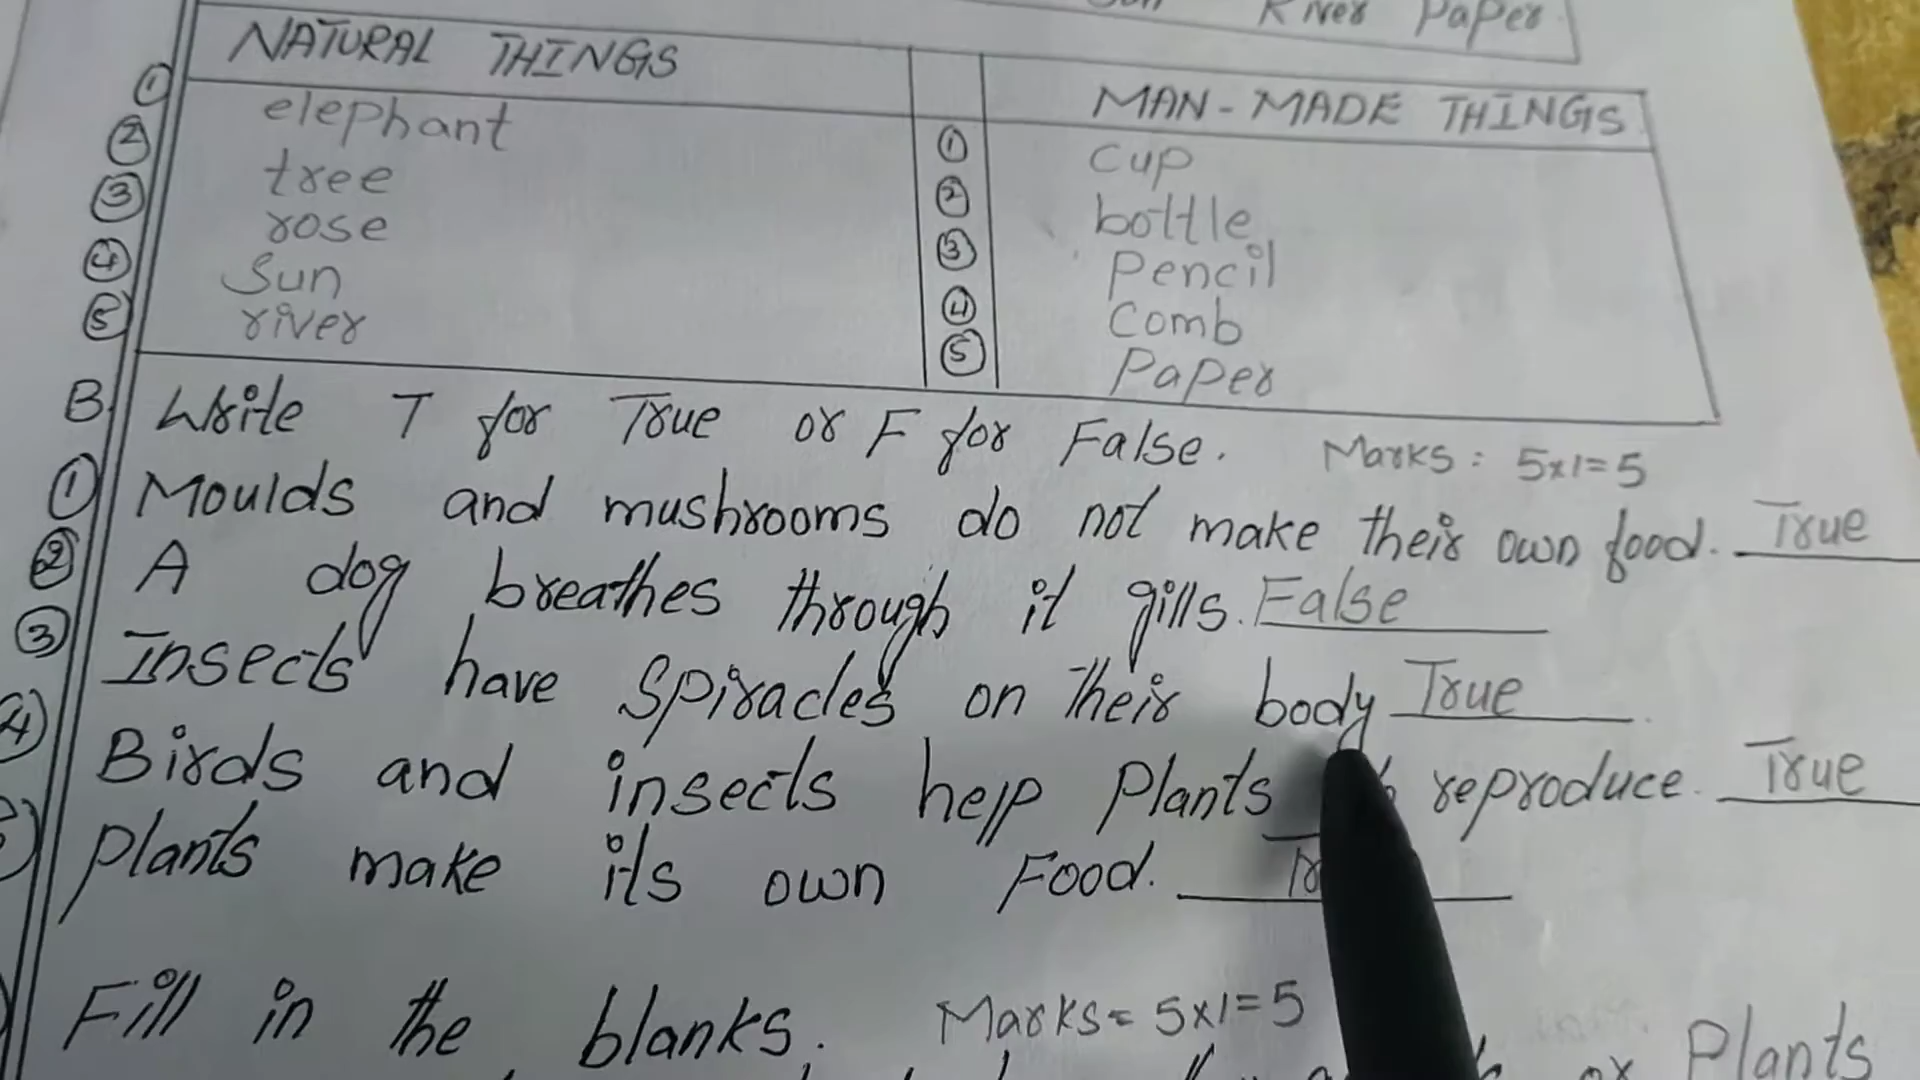 River Paper
NATURAL THINGS
① elephant
② tree
③ rose
④ Sun
⑤ river
MAN-MADE THINGS
① Cup
② bottle
③ Pencil
④ Comb
⑤ Paper
B. Write T for True or F for False. Marks: 5x1=5
① Moulds and mushrooms do not make their own food. True
② A dog breathes through it gills. False
③ Insects have Spiracles on their body True
4) Birds and insects help Plants reproduce. True
Plants make its own Food.
Fill in the blanks. Marks = 5x1=5
or Plants